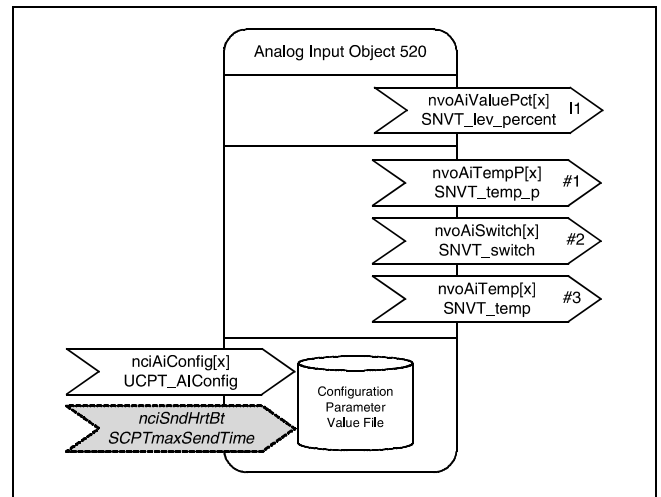 Analog Input Object 520
nvoAiValuePct[x] I1
SNVT_lev_percent
nvoAiTempP[x] #1
SNVT_temp_p
nvoAiSwitch[x] #2
SNVT_switch
nvoAiTemp[x] #3
SNVT_temp
nciAiConfig[x]
UCPT_AIConfig
nciSndHrtBt
SCPTmaxSendTime
Configuration
Parameter
Value File